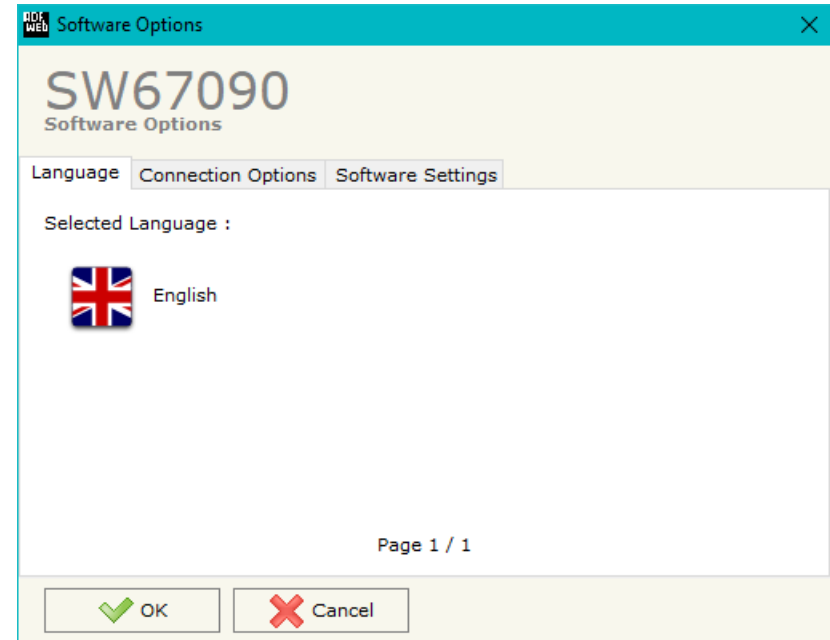 ADF
WEB Software Options
SW67090
Software Options
Language Connection Options Software Settings
Selected Language :
English
Page 1 / 1
OK Cancel